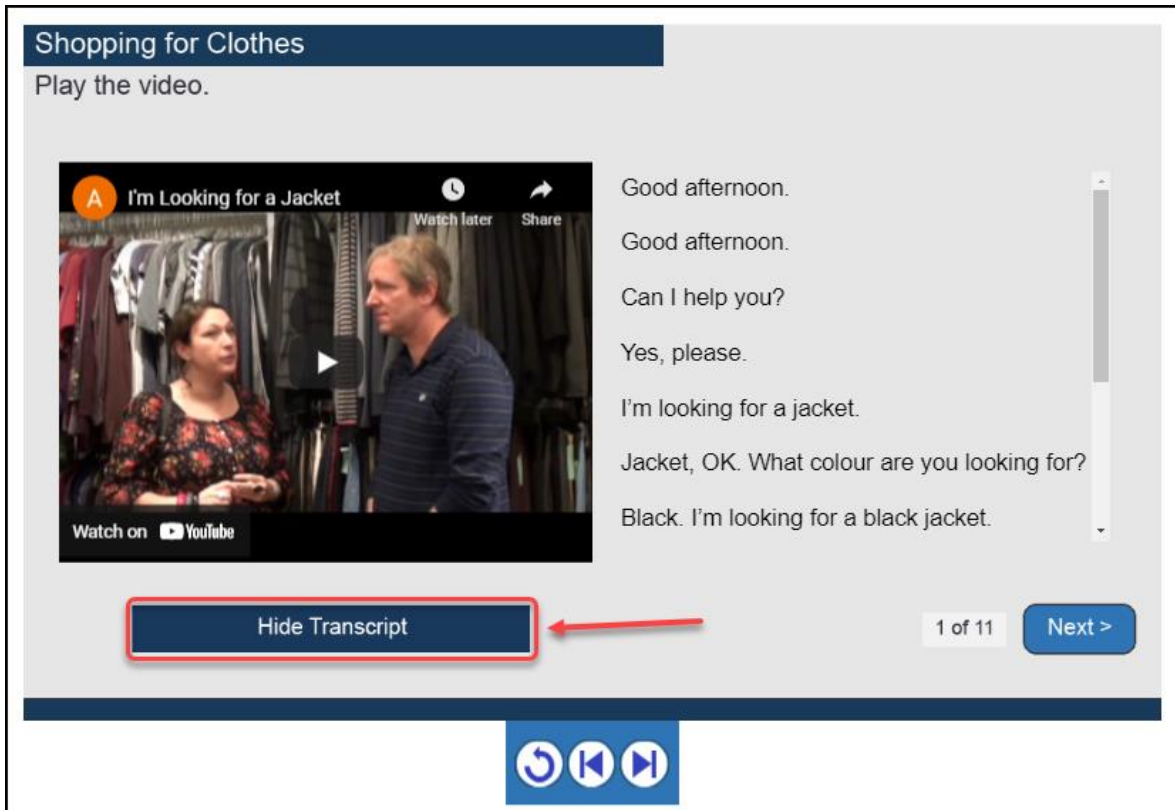 Shopping for Clothes
Play the video.
A
I'm Looking for a Jacket
Watch later
Share
Watch on YouTube
Good afternoon.
Good afternoon.
Can I help you?
Yes, please.
I'm looking for a jacket.
Jacket, OK. What colour are you looking for?
Black. I'm looking for a black jacket.
Hide Transcript
1 of 11
Next >